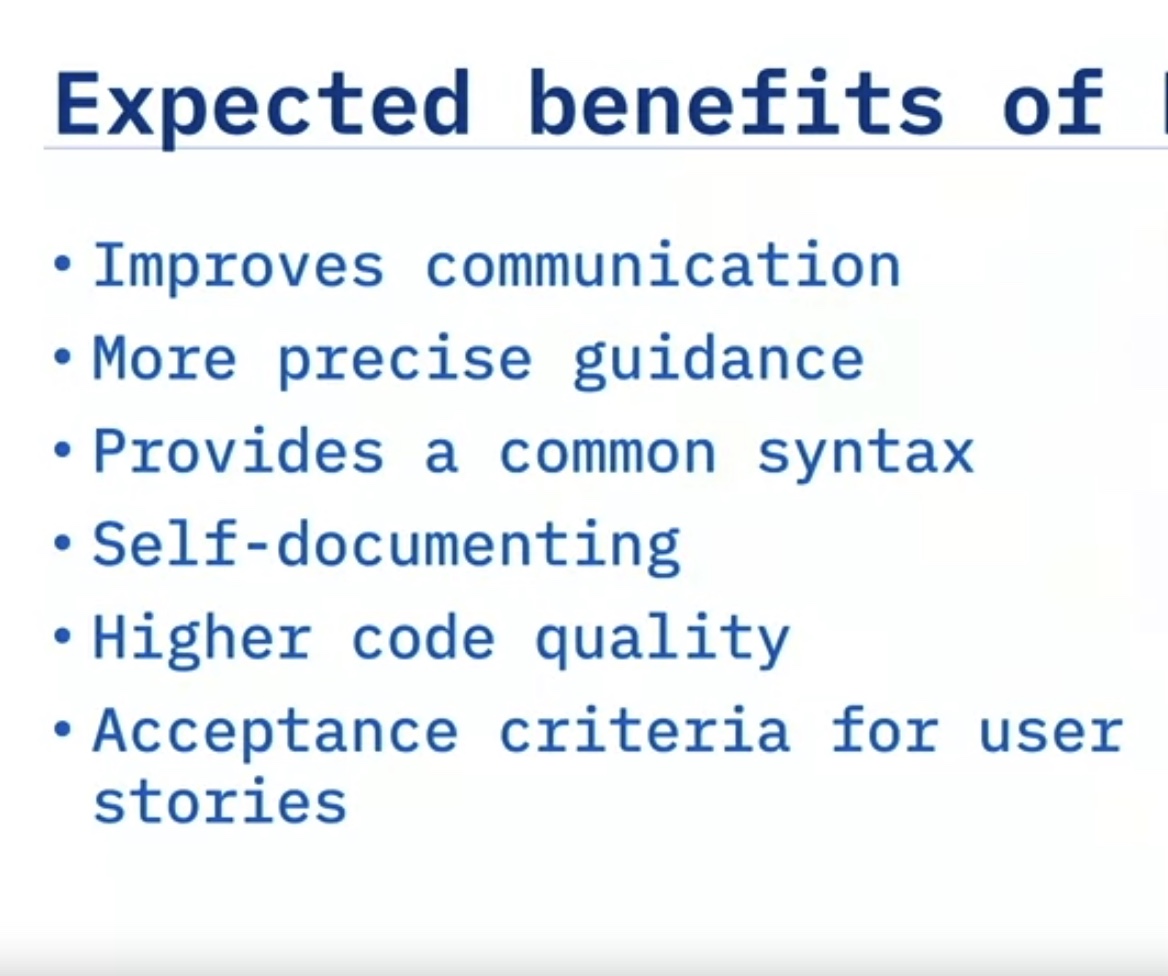 Expected benefits of
• Improves communication
• More precise guidance
• Provides a common syntax
• Self-documenting
• Higher code quality
• Acceptance criteria for user
stories